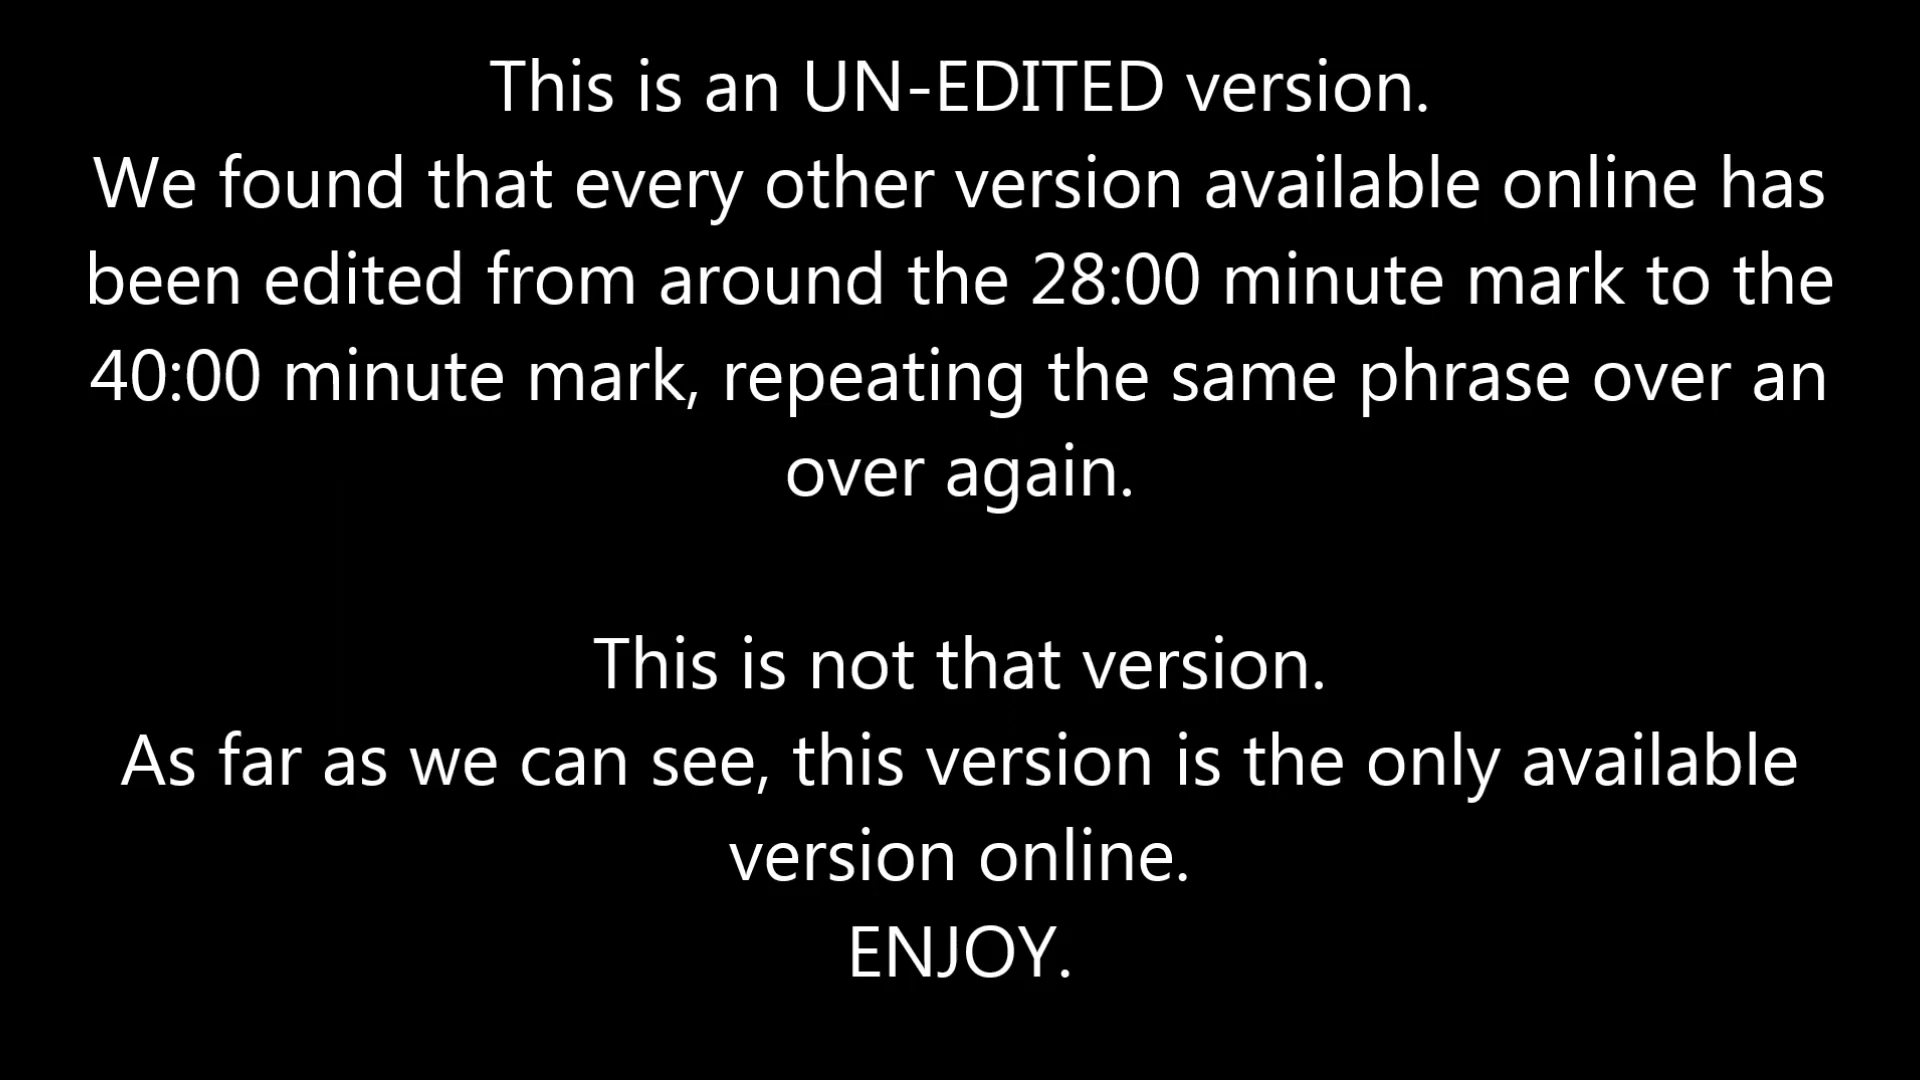 This is an UN-EDITED version.
We found that every other version available online has
been edited from around the 28:00 minute mark to the
40:00 minute mark, repeating the same phrase over an
over again.
This is not that version.
As far as we can see, this version is the only available
version online.
ENJOY.